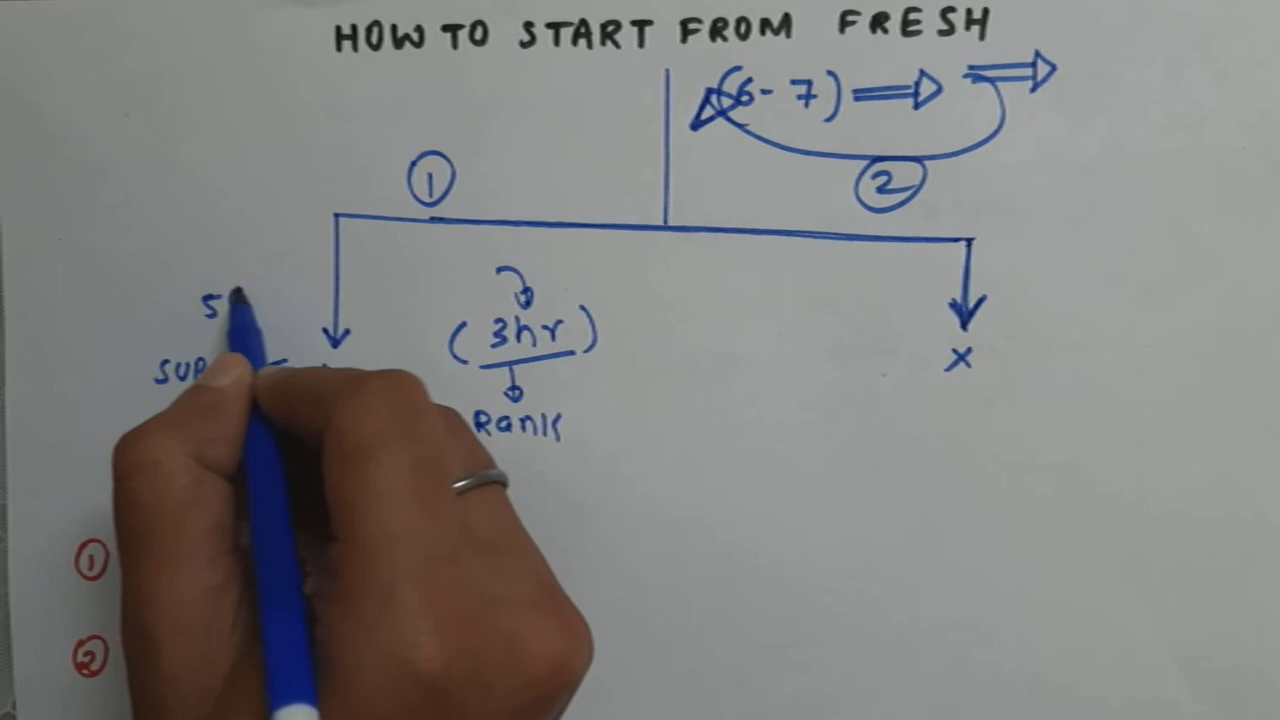 HOW TO START FROM FRESH
(6-7)
① ②
5
(3hr)
SUP
x
Rank
①
②